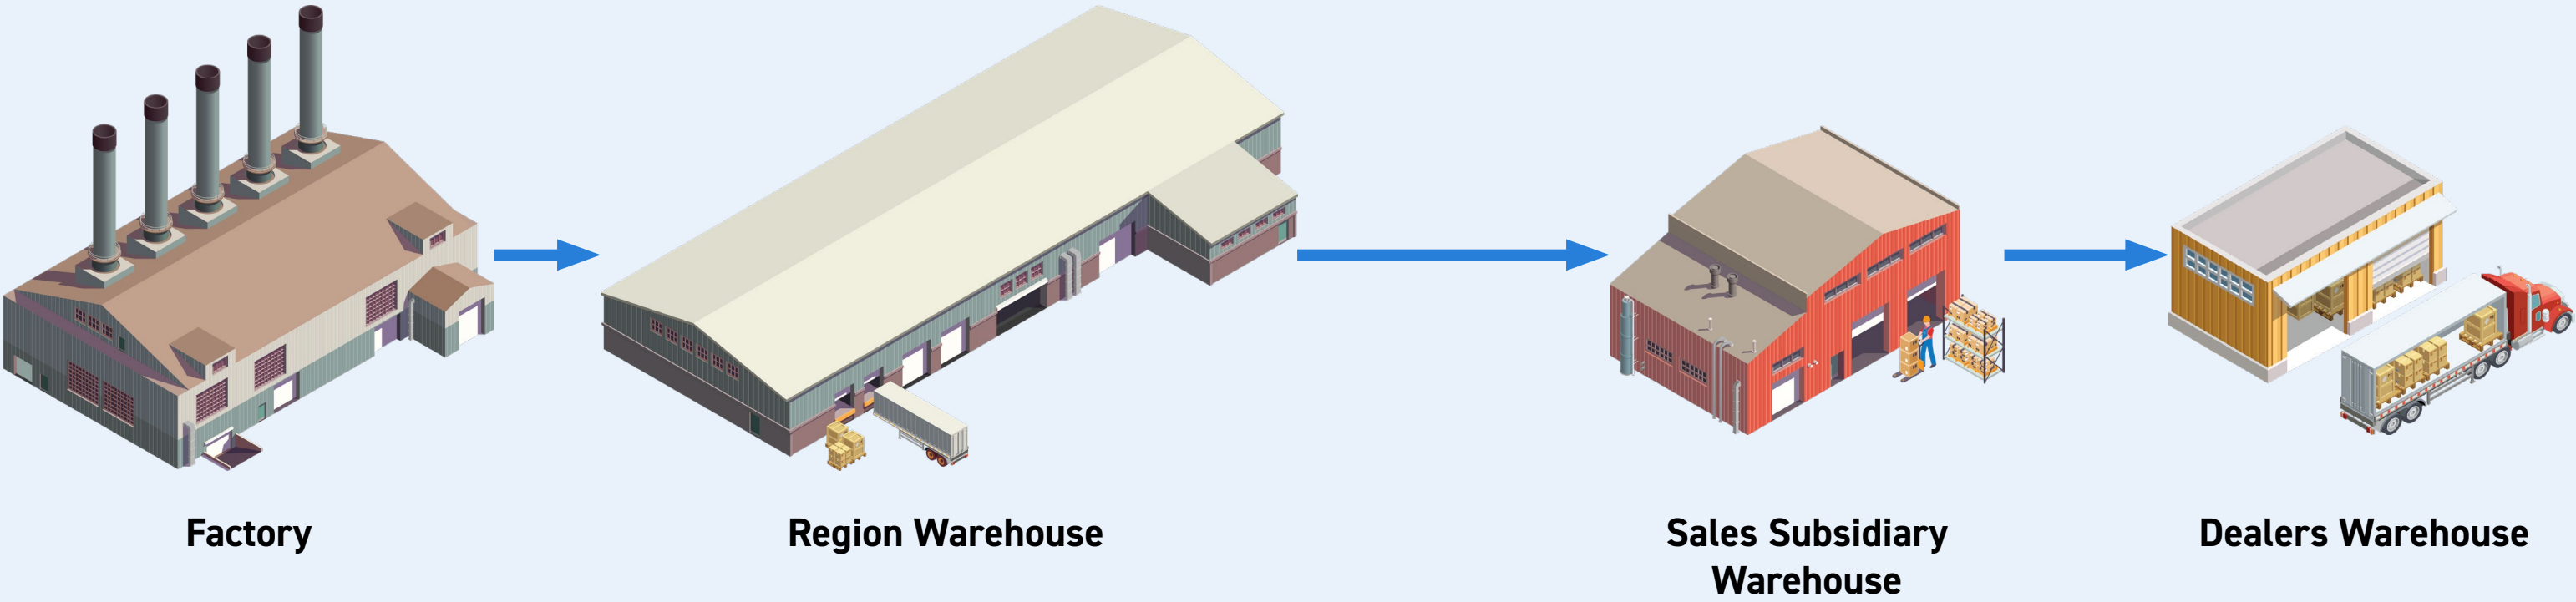 Factory
Region Warehouse
Sales Subsidiary
Warehouse
Dealers Warehouse